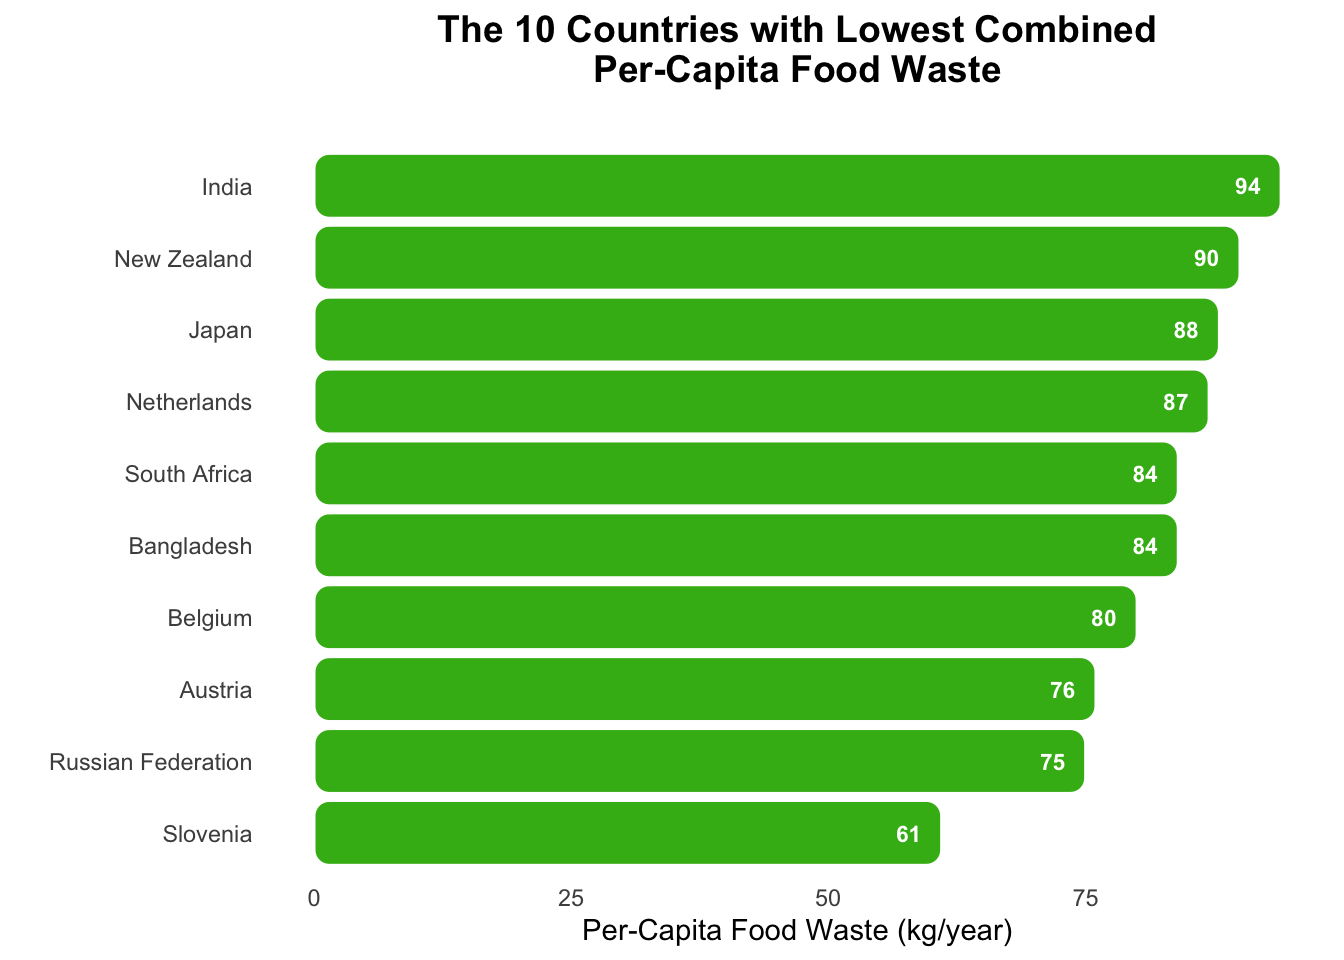 The 10 Countries with Lowest Combined
Per-Capita Food Waste
India 94
New Zealand 90
Japan 88
Netherlands 87
South Africa 84
Bangladesh 84
Belgium 80
Austria 76
Russian Federation 75
Slovenia 61
0 25 50 75
Per-Capita Food Waste (kg/year)